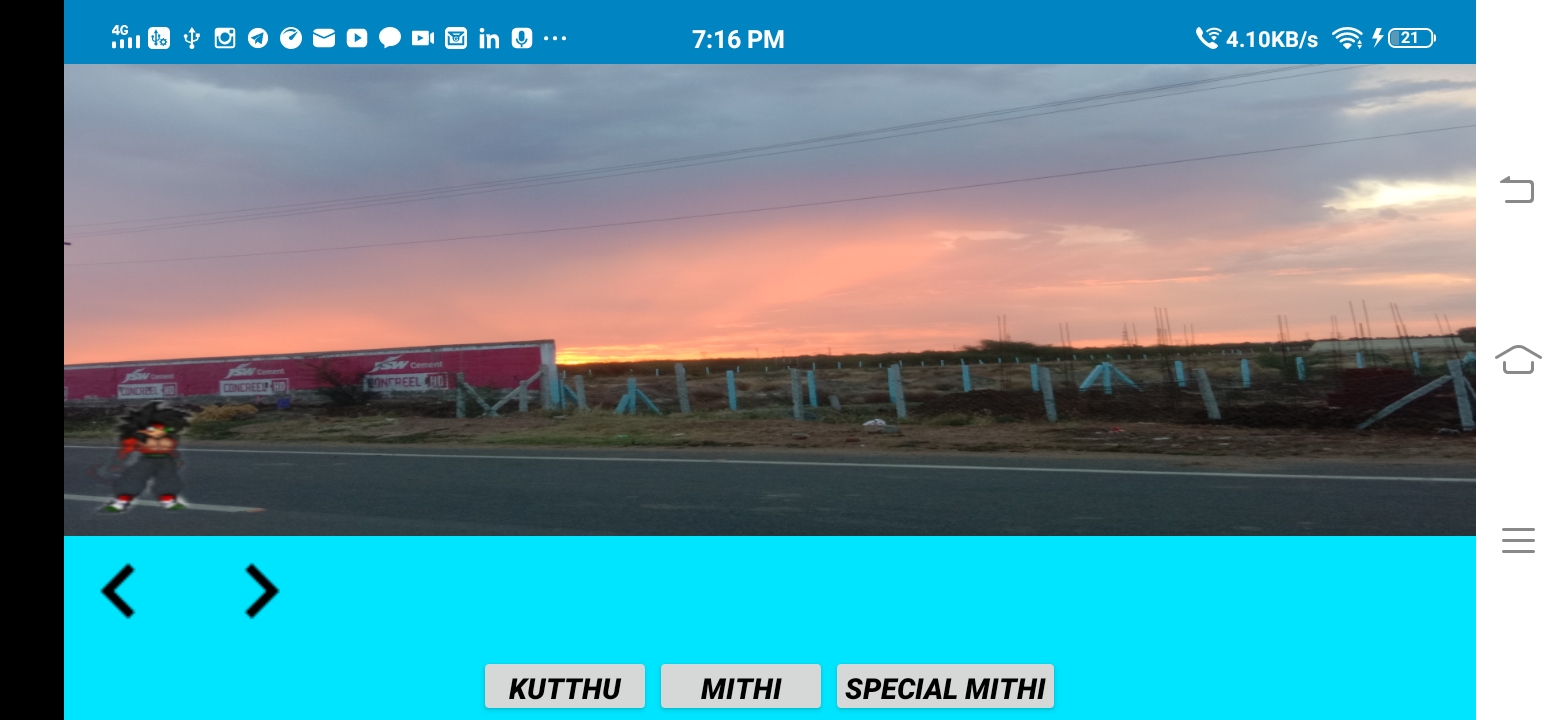 4G 7:16 PM 4.10KB/s 21
JSW Cement JSW Cement JSW Cement
CONCREEL HD CONCREEL HD CONCREEL HD
KUTTHU MITHI SPECIAL MITHI